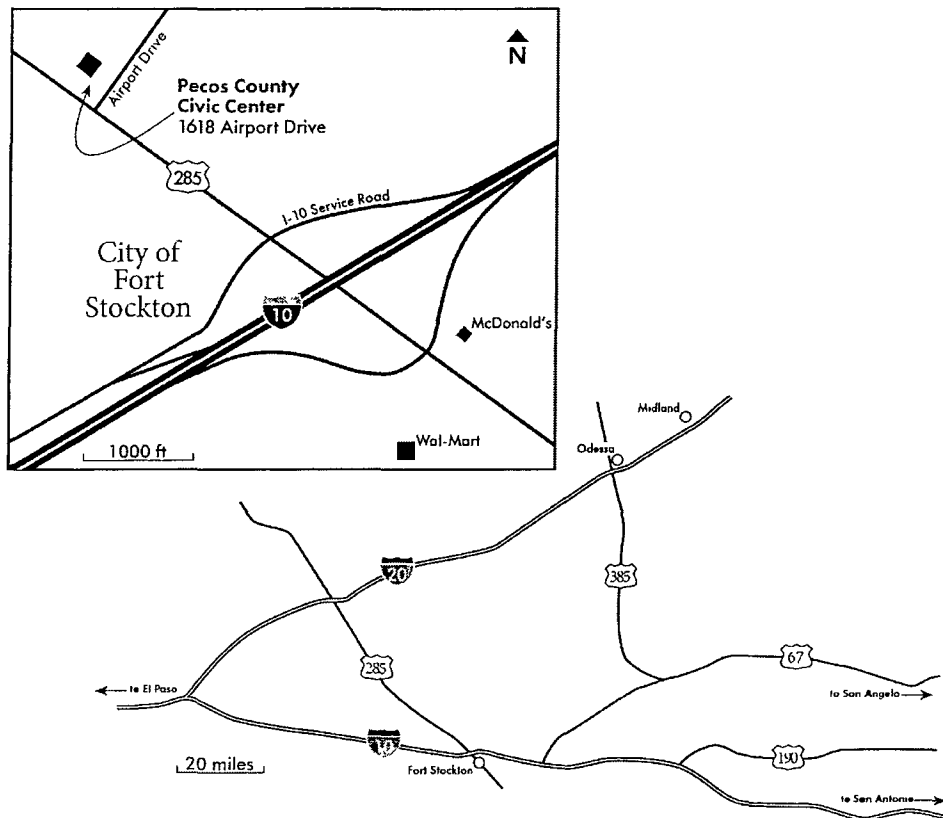 Airport Drive
N
Pecos County
Civic Center
1618 Airport Drive
285
I-10 Service Road
City of
Fort
Stockton
10
McDonald's
Wal-Mart
1000 ft
Midland
Odessa
20
385
285
67
to El Paso
to San Angelo
10
20 miles
Fort Stockton
190
to San Antonio